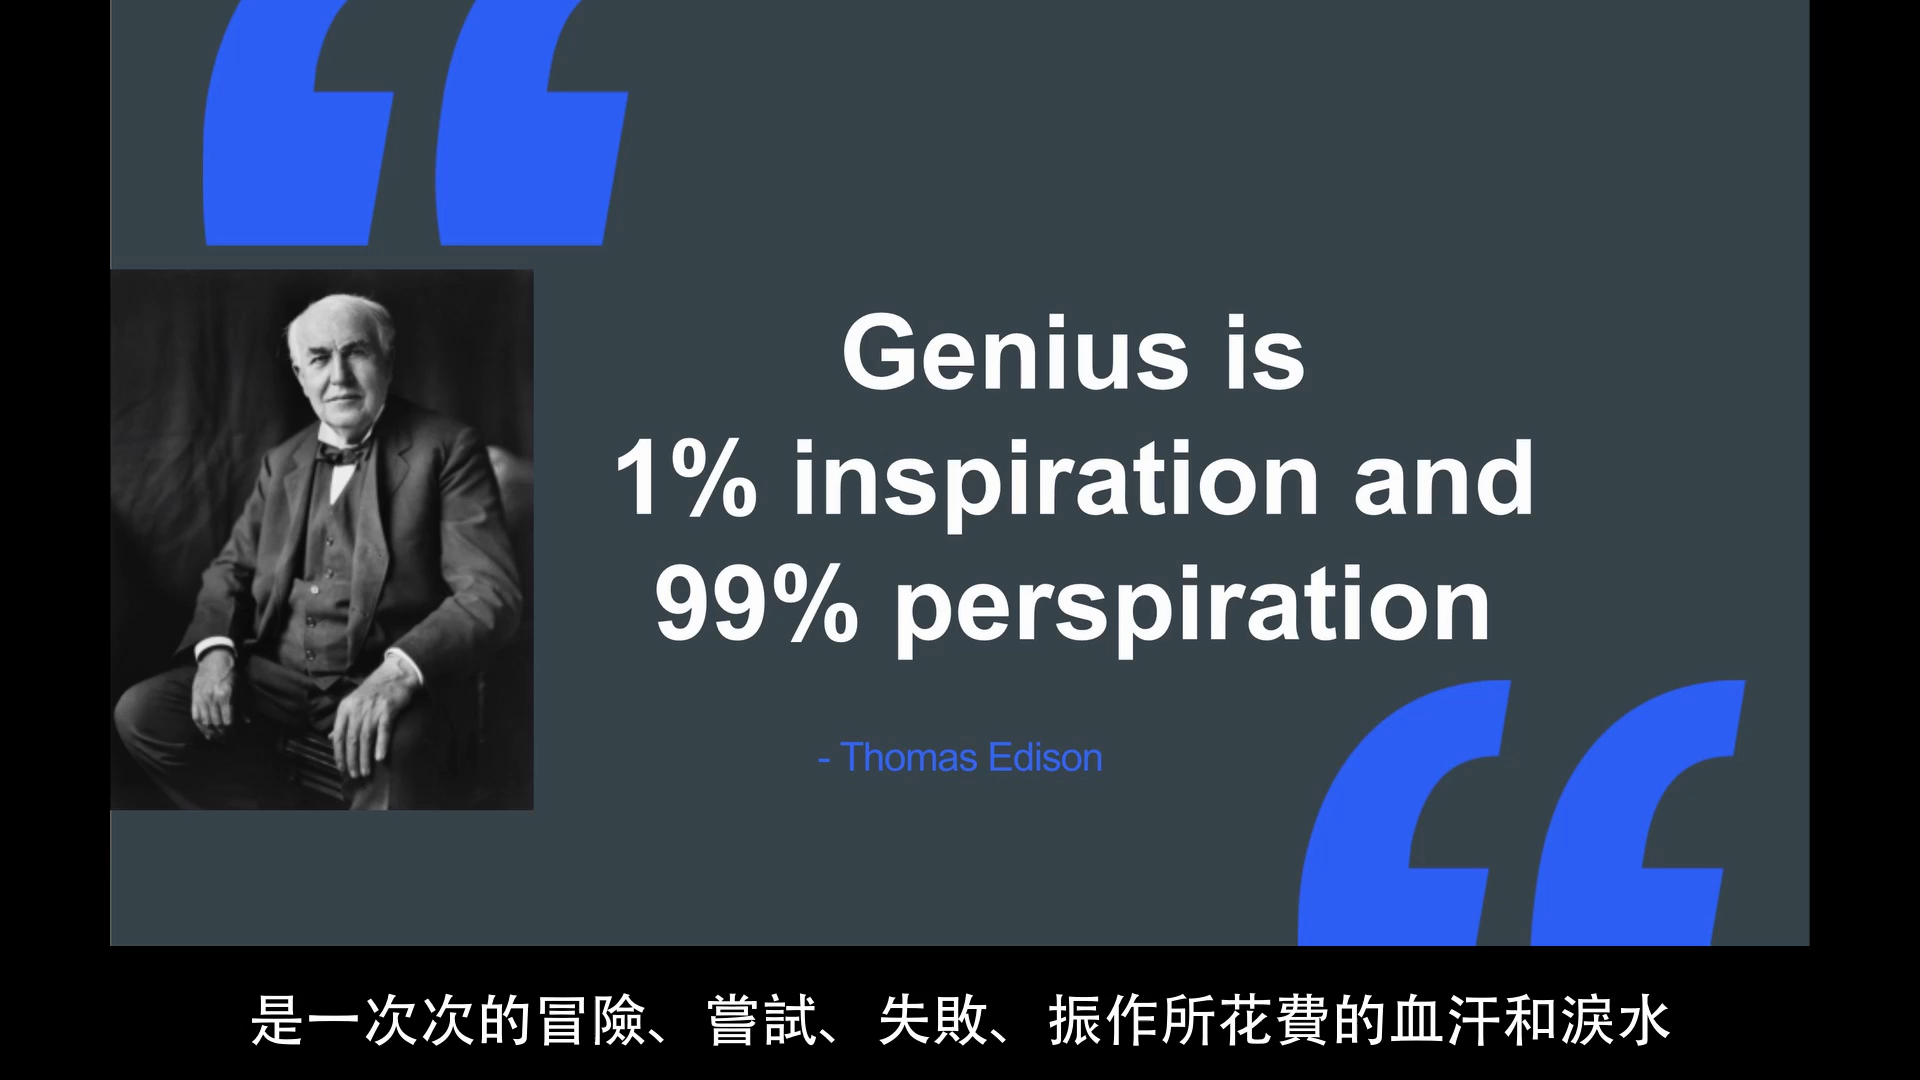 Genius is
1% inspiration and
99% perspiration
- Thomas Edison
是一次次的冒險、嘗試、失敗、振作所花費的血汗和淚水